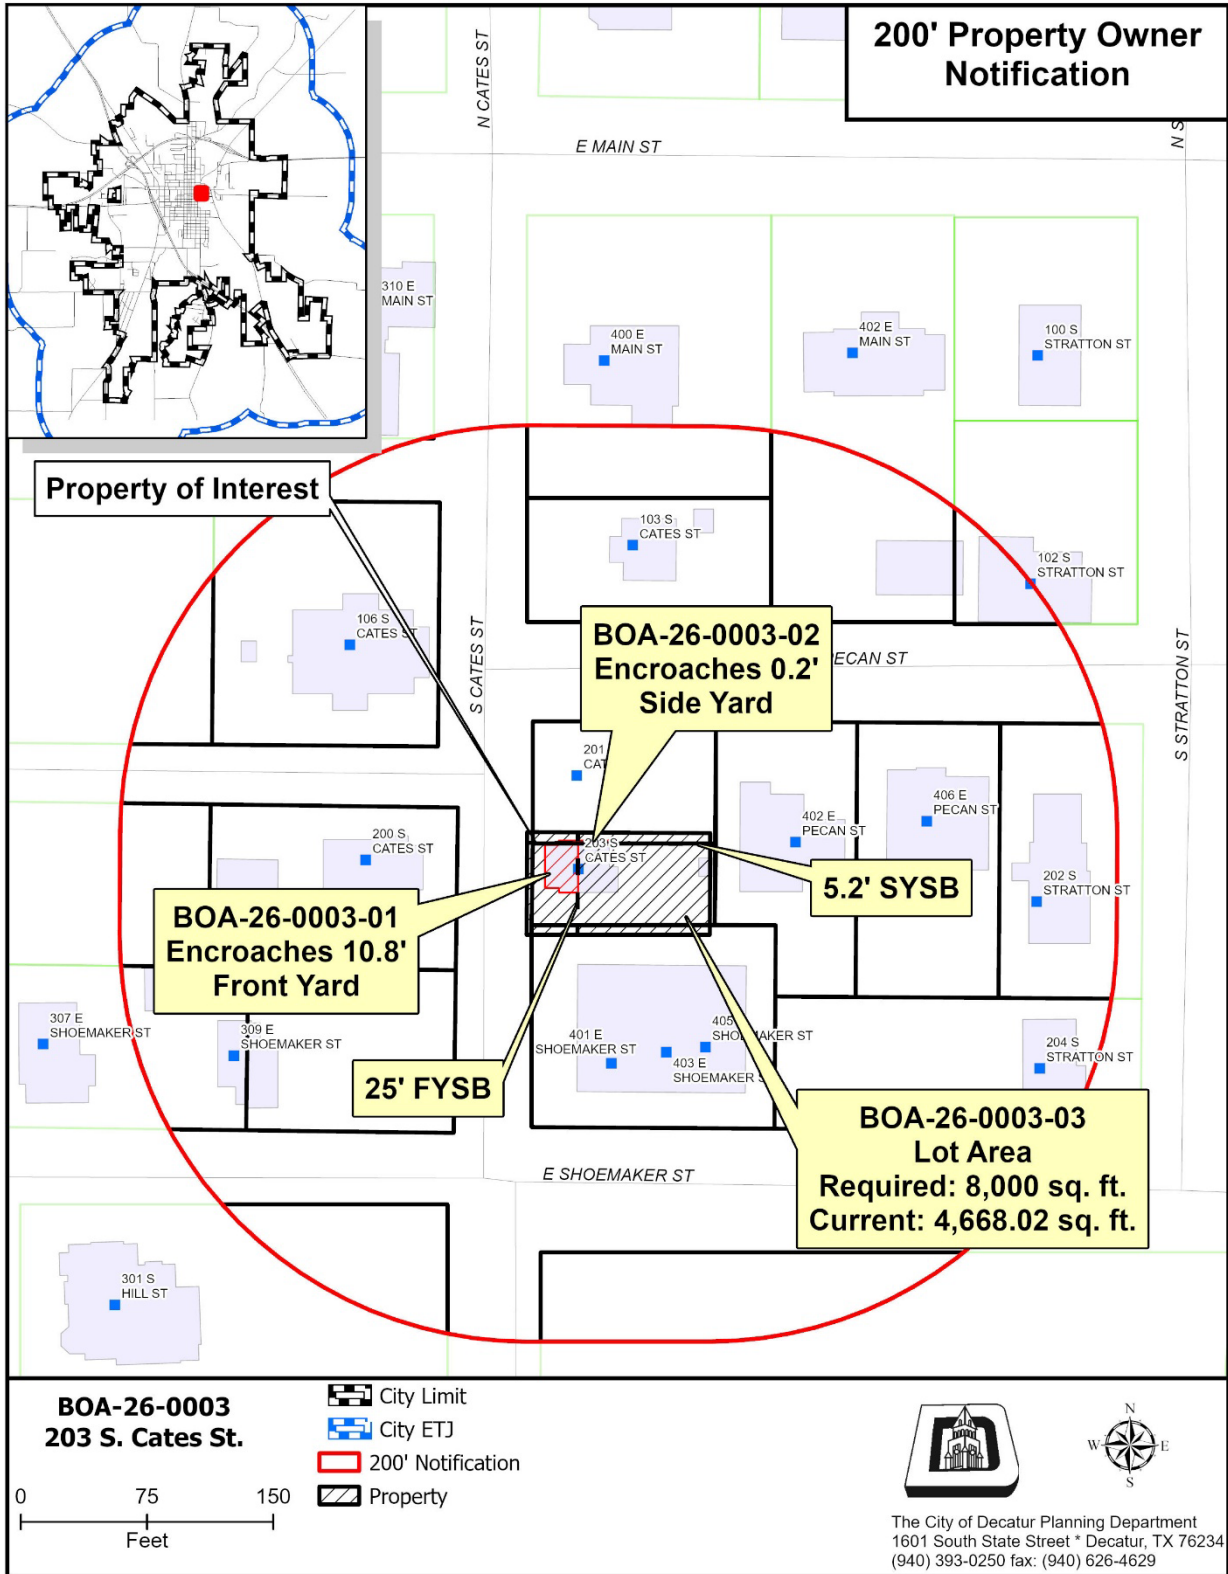 200' Property Owner
Notification
N CATES ST
E MAIN ST
N S
310 E
MAIN ST
400 E
MAIN ST
402 E
MAIN ST
100 S
STRATTON ST
Property of Interest
103 S
CATES ST
102 S
STRATTON ST
106 S
CATES ST
S CATES ST
BOA-26-0003-02
Encroaches 0.2'
Side Yard
PECAN ST
S STRATTON ST
201
CAT
203 S
CATES ST
402 E
PECAN ST
406 E
PECAN ST
200 S
CATES ST
202 S
STRATTON ST
5.2' SYSB
BOA-26-0003-01
Encroaches 10.8'
Front Yard
307 E
SHOEMAKER ST
309 E
SHOEMAKER ST
401 E
SHOEMAKER ST
403 E
SHOEMAKER S
405
SHOEMAKER ST
204 S
STRATTON ST
25' FYSB
BOA-26-0003-03
Lot Area
Required: 8,000 sq. ft.
Current: 4,668.02 sq. ft.
E SHOEMAKER ST
301 S
HILL ST
BOA-26-0003
203 S. Cates St.
0 75 150
Feet
City Limit
City ETJ
200' Notification
Property
D
N
W E
S
The City of Decatur Planning Department
1601 South State Street * Decatur, TX 76234
(940) 393-0250 fax: (940) 626-4629